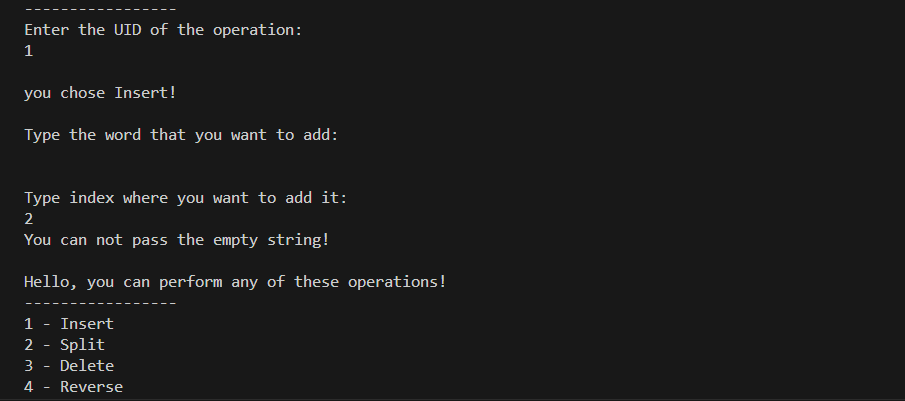 -----------------
Enter the UID of the operation:
1
you chose Insert!
Type the word that you want to add:
Type index where you want to add it:
2
You can not pass the empty string!
Hello, you can perform any of these operations!
-----------------
1 - Insert
2 - Split
3 - Delete
4 - Reverse